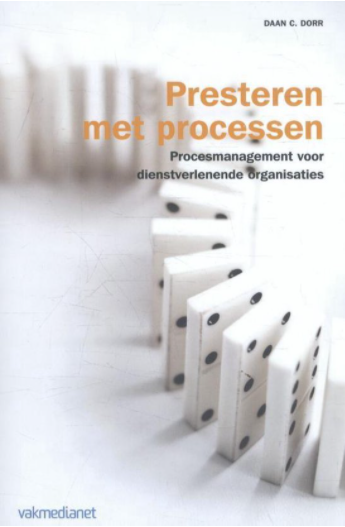 DAAN C. DORR
Presteren
met processen
Procesmanagement voor
dienstverlenende organisaties
vakmedianet